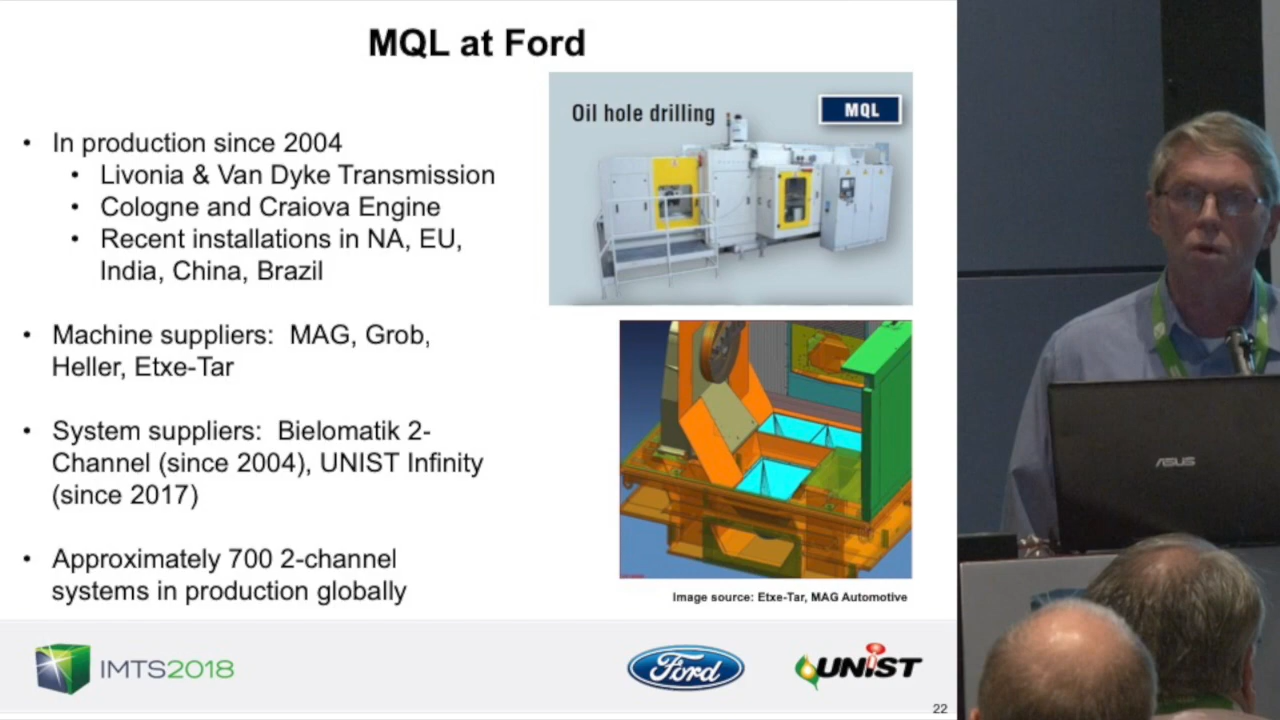 MQL at Ford
• In production since 2004
• Livonia & Van Dyke Transmission
• Cologne and Craiova Engine
• Recent installations in NA, EU,
India, China, Brazil
• Machine suppliers: MAG, Grob,
Heller, Etxe-Tar
• System suppliers: Bielomatik 2-
Channel (since 2004), UNIST Infinity
(since 2017)
• Approximately 700 2-channel
systems in production globally
Oil hole drilling
MQL
Image source: Etxe-Tar, MAG Automotive
IMTS2018
Ford
UNIST
22
ASUS